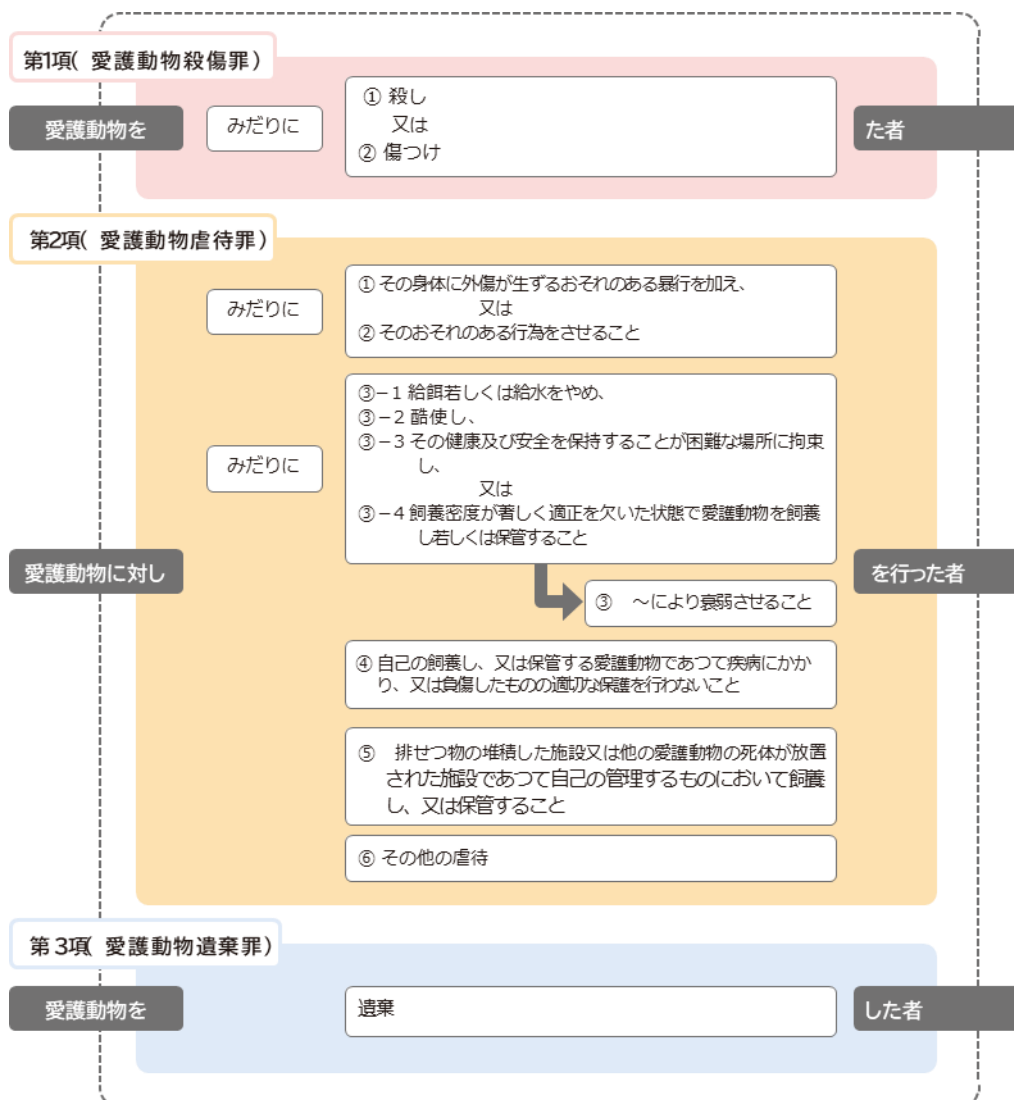 第1項( 愛護動物殺傷罪)
愛護動物を
みだりに
① 殺し
又は
② 傷つけ
た者
第2項( 愛護動物虐待罪)
みだりに
① その身体に外傷が生ずるおそれのある暴行を加え、
又は
② そのおそれのある行為をさせること
みだりに
③−1 給餌若しくは給水をやめ、
③−2 酷使し、
③−3 その健康及び安全を保持することが困難な場所に拘束
し、
又は
③−4 飼養密度が著しく適正を欠いた状態で愛護動物を飼養
し若しくは保管すること
愛護動物に対し
を行った者
③ ～により衰弱させること
④ 自己の飼養し、又は保管する愛護動物であつて疾病にかか
り、又は負傷したものの適切な保護を行わないこと
⑤ 排せつ物の堆積した施設又は他の愛護動物の死体が放置
された施設であつて自己の管理するものにおいて飼養
し、又は保管すること
⑥ その他の虐待
第3項( 愛護動物遺棄罪)
愛護動物を
遺棄
した者